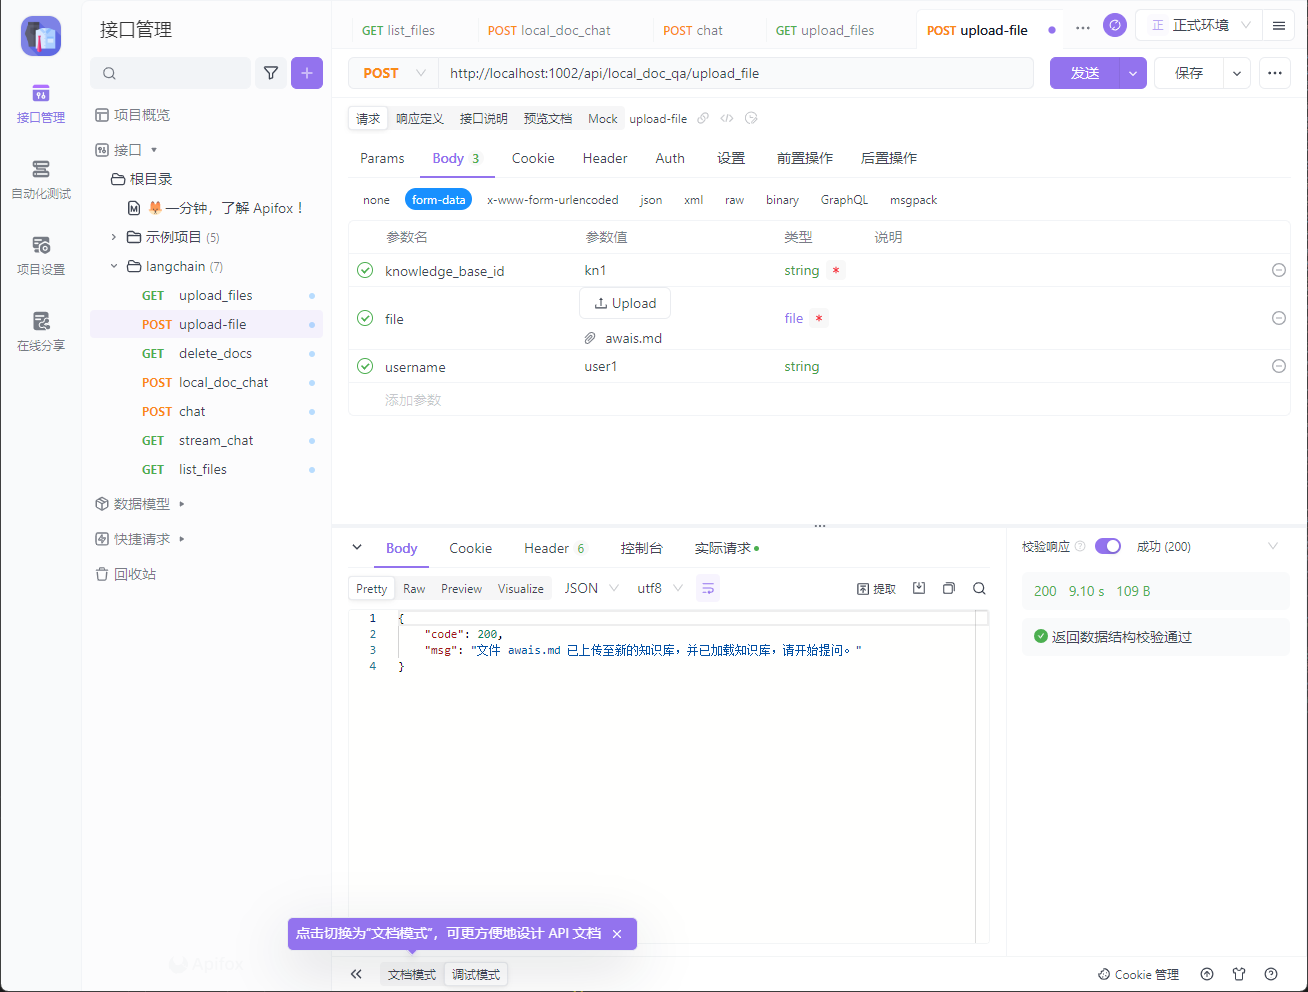 接口管理
GET list_files
POST local_doc_chat
POST chat
GET upload_files
POST upload-file
正 正式环境
接口管理
自动化测试
项目设置
在线分享
项目概览
接口
根目录
一分钟，了解 Apifox！
示例项目 (5)
langchain (7)
GET upload_files
POST upload-file
GET delete_docs
POST local_doc_chat
POST chat
GET stream_chat
GET list_files
数据模型
快捷请求
回收站
Apifox
POST http://localhost:1002/api/local_doc_qa/upload_file
发送
保存
请求 响应定义 接口说明 预览文档 Mock upload-file
Params Body 3 Cookie Header Auth 设置 前置操作 后置操作
none form-data x-www-form-urlencoded json xml raw binary GraphQL msgpack
参数名 参数值 类型 说明
knowledge_base_id kn1 string *
file Upload file *
awais.md
username user1 string
添加参数
Body Cookie Header 6 控制台 实际请求
Pretty Raw Preview Visualize JSON utf8 提取
1 {
2 "code": 200,
3 "msg": "文件 awais.md 已上传至新的知识库，并已加载知识库，请开始提问。"
4 }
校验响应 成功 (200)
200 9.10 s 109 B
返回数据结构校验通过
点击切换为“文档模式”，可更方便地设计 API 文档
文档模式 调试模式
Cookie 管理